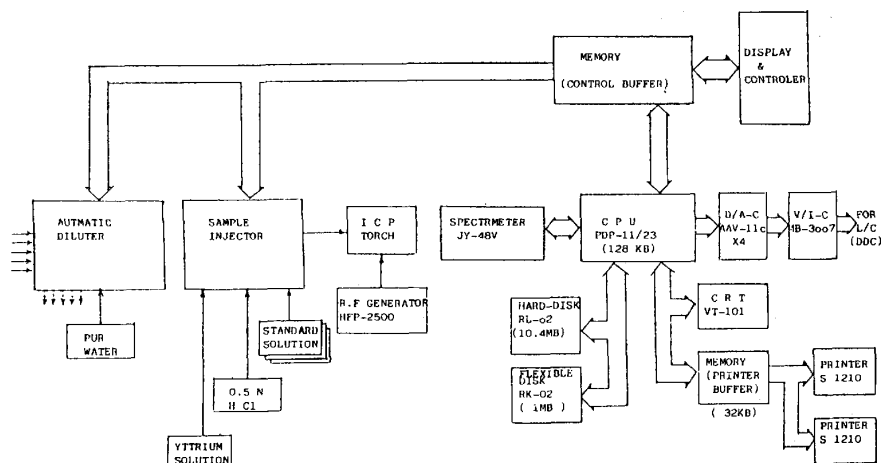 MEMORY
(CONTROL BUFFER)
DISPLAY
&
CONTROLER
AUTMATIC
DILUTER
SAMPLE
INJECTOR
I C P
TORCH
SPECTRMETER
JY-48V
C P U
PDP-11/23
(128 KB)
D/A-C
AAV-11c
X4
V/I-C
MB-3oo7
FOR
L/C
(DDC)
R.F GENERATOR
HFP-2500
HARD-DISK
RL-o2
(10.4MB)
C R T
VT-101
PUR
WATER
STANDARD
SOLUTION
FLEXIBLE
DISK
RK-02
( 1MB )
MEMORY
(PRINTER
BUFFER)
( 32KB)
PRINTER
S 1210
0.5 N
H Cl
PRINTER
S 1210
YTTRIUM
SOLUTION